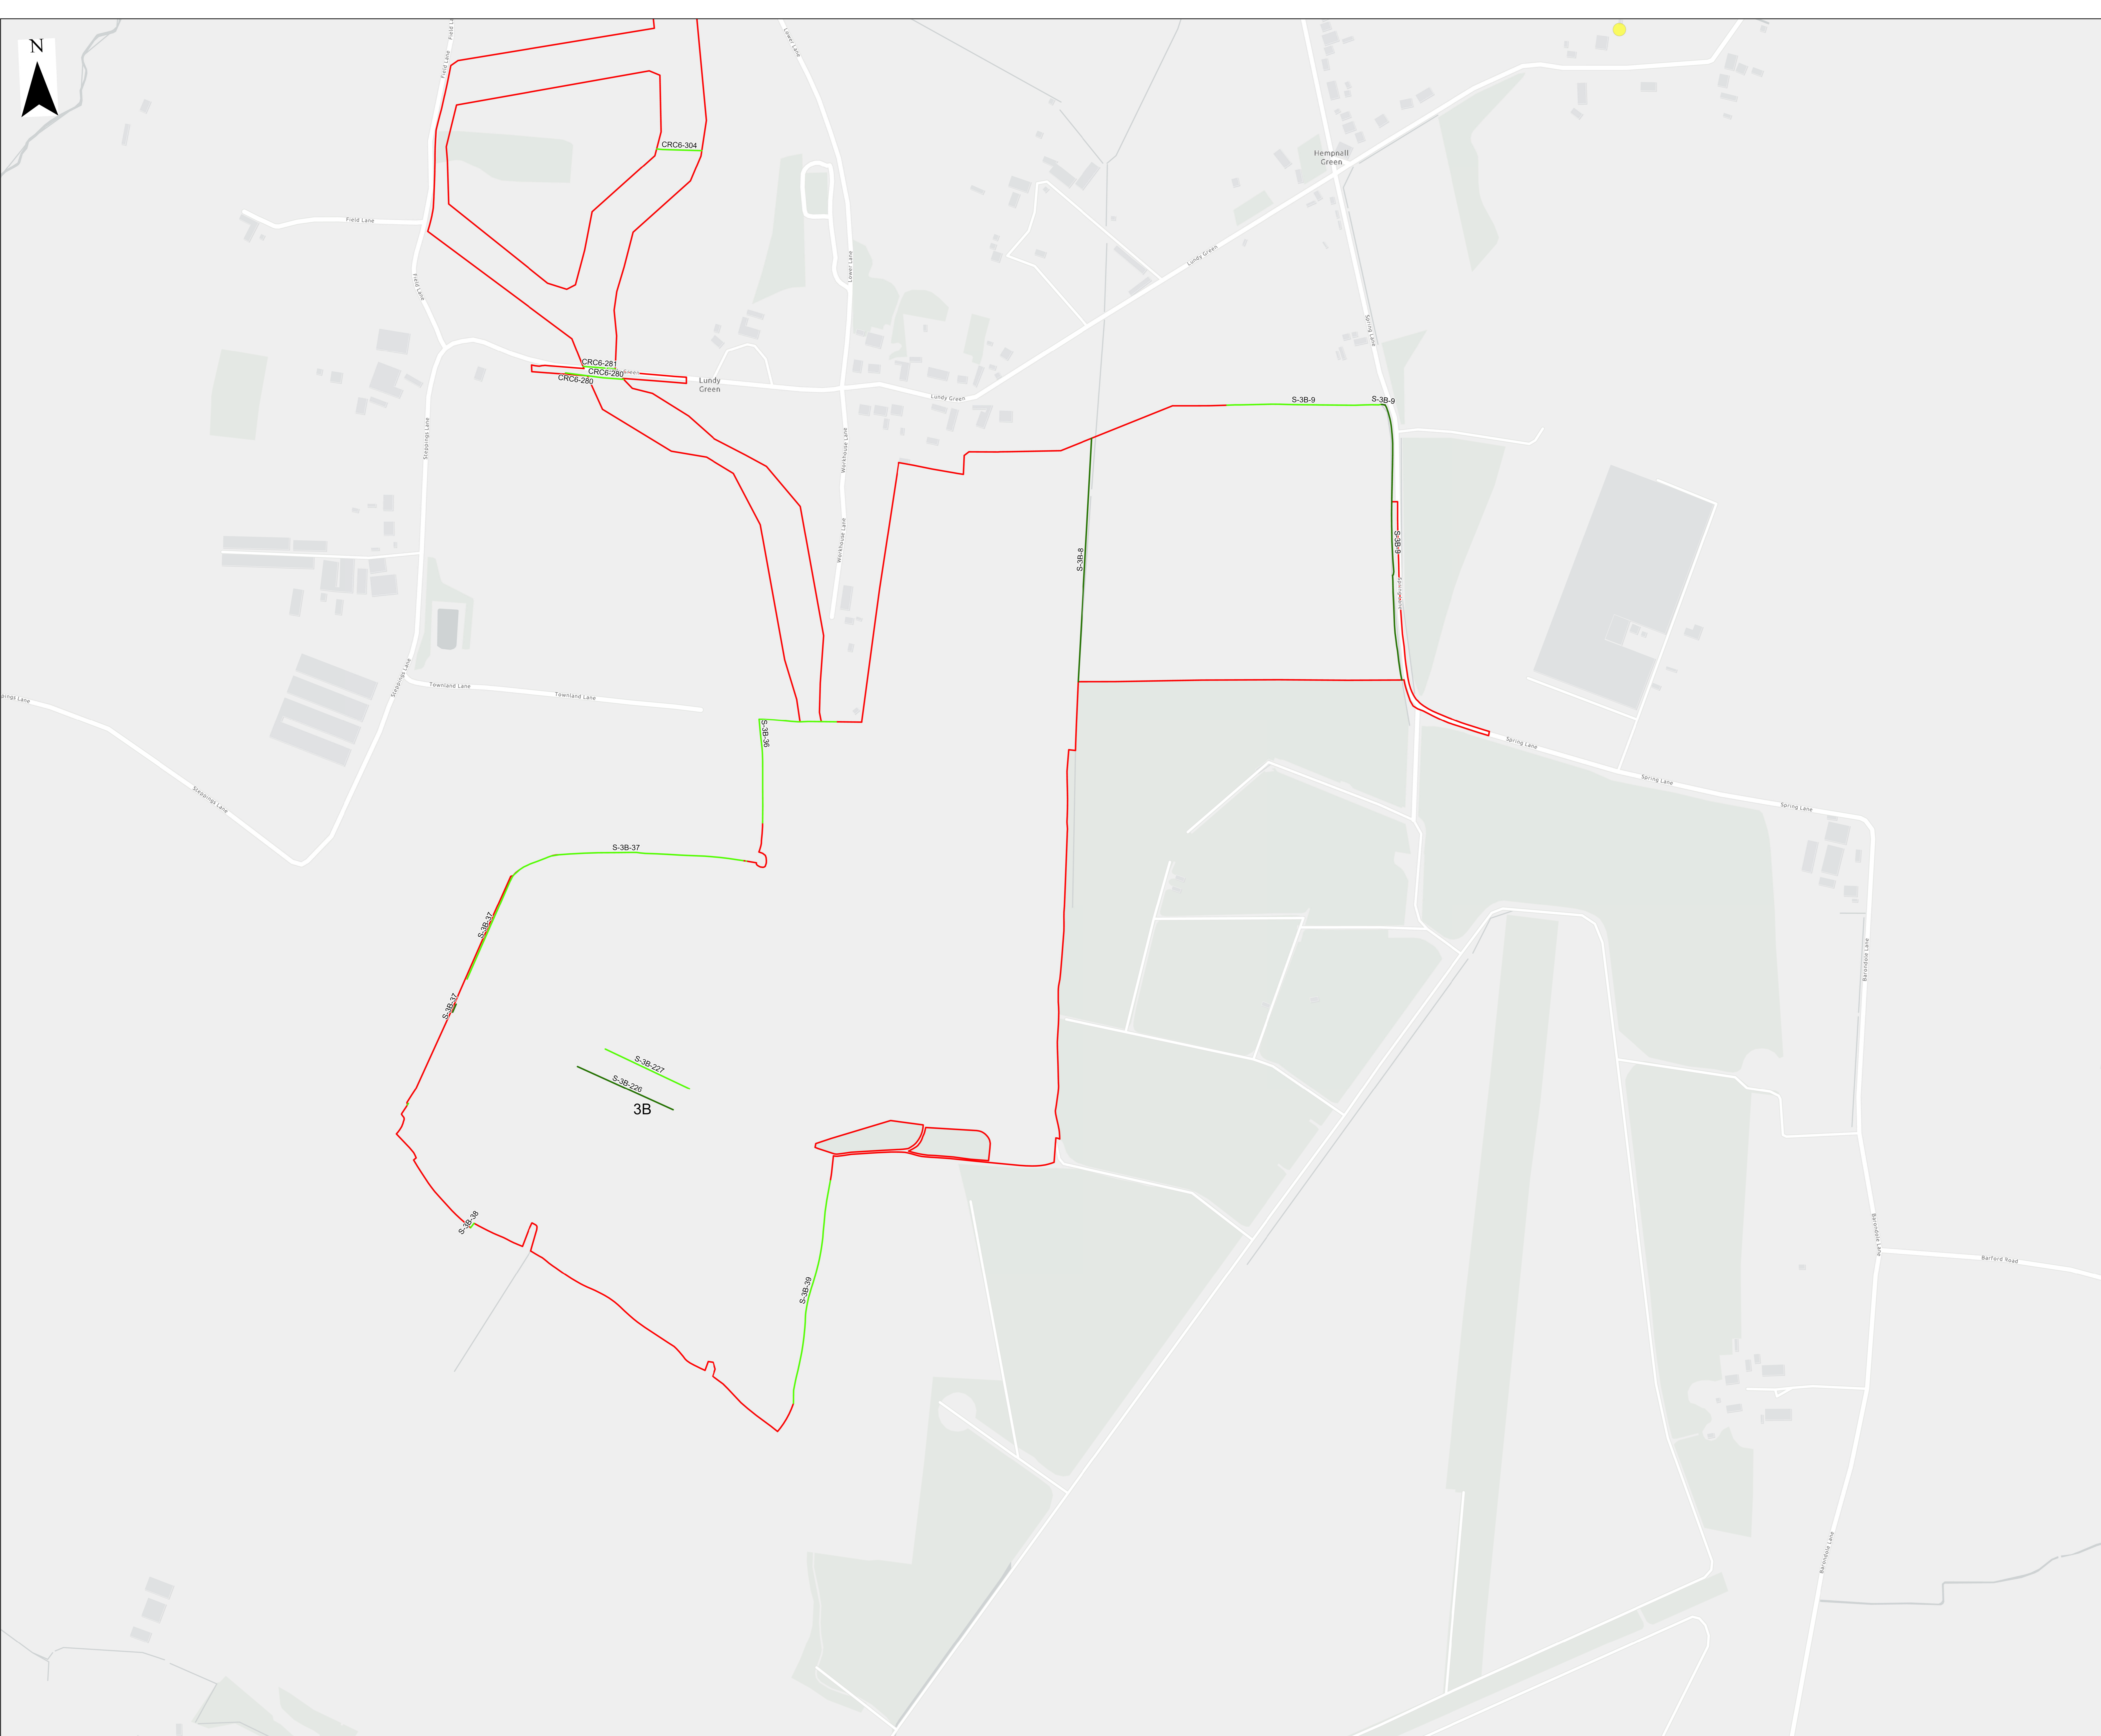 N
Field Lane
Lower Lane
Field Lane
CRC6-304
Hempnall
Green
Field Lane
Lundy Green
Lower Lane
Field Lane
Spring Lane
CRC6-281
CRC6-280
CRC6-280
Lundy
Green
Lundy Green
S-3B-9
S-3B-9
Steppings Lane
Workhouse Lane
Workhouse Lane
S-3B-8
S-3B-9
Steppings Lane
Townland Lane
Townland Lane
pings Lane
S-3B-36
Spring Lane
Spring Lane
Spring Lane
Steppings Lane
S-3B-37
S-3B-37
Barondole Lane
S-3B-37
S-3B-227
S-3B-226
3B
S-3B-38
Barondole Lane
Barford Road
S-3B-39
Barondole Lane